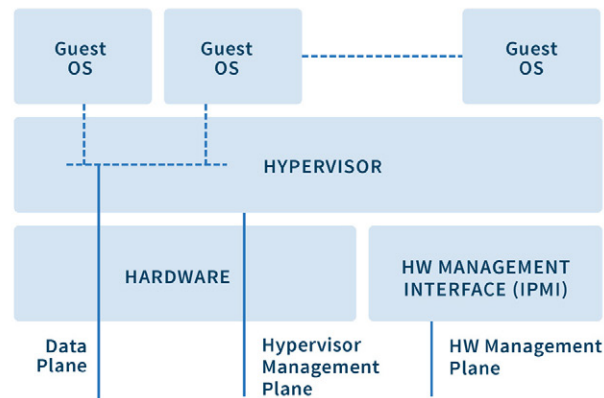 Guest
OS
Guest
OS
Guest
OS
HYPERVISOR
HARDWARE
HW MANAGEMENT
INTERFACE (IPMI)
Data
Plane
Hypervisor
Management
Plane
HW Management
Plane